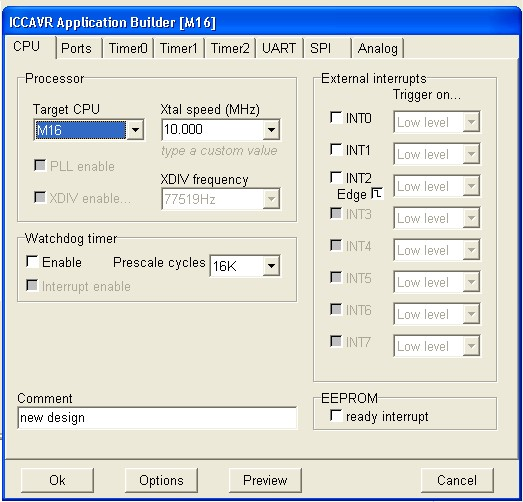 ICCAVR Application Builder [M16]
CPU Ports Timer0 Timer1 Timer2 UART SPI Analog
Processor
Target CPU Xtal speed (MHz)
M16 10.000
type a custom value
PLL enable
XDIV frequency
XDIV enable... 77519Hz
Watchdog timer
Enable Prescale cycles 16K
Interrupt enable
Comment
new design
External interrupts
Trigger on...
INT0 Low level
INT1 Low level
INT2 Low level
Edge
INT3 Low level
INT4 Low level
INT5 Low level
INT6 Low level
INT7 Low level
EEPROM
ready interrupt
Ok Options Preview Cancel